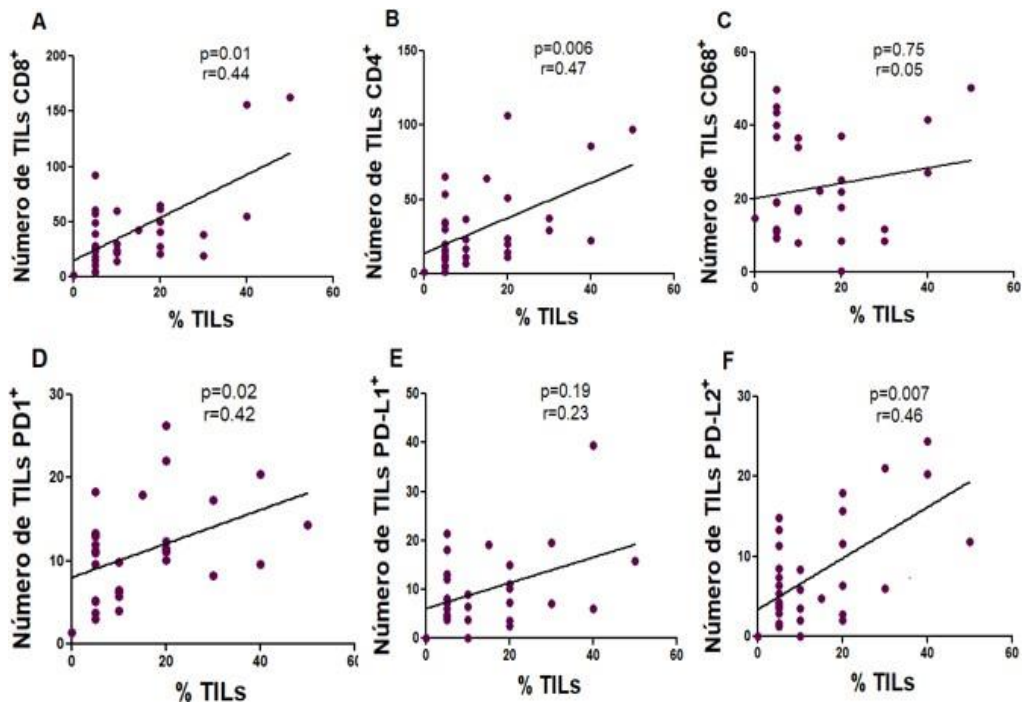 A
Número de TILs CD8+
p=0.01
r=0.44
200
150
100
50
0
0 20 40 60
% TILs
B
Número de TILs CD4+
p=0.006
r=0.47
150
100
50
0
0 20 40 60
% TILs
C
Número de TILs CD68+
p=0.75
r=0.05
60
40
20
0
0 20 40 60
% TILs
D
Número de TILs PD1+
p=0.02
r=0.42
30
20
10
0
0 20 40 60
% TILs
E
Número de TILs PD-L1+
p=0.19
r=0.23
50
40
30
20
10
0
0 20 40 60
% TILs
F
Número de TILs PD-L2+
p=0.007
r=0.46
30
20
10
0
0 20 40 60
% TILs